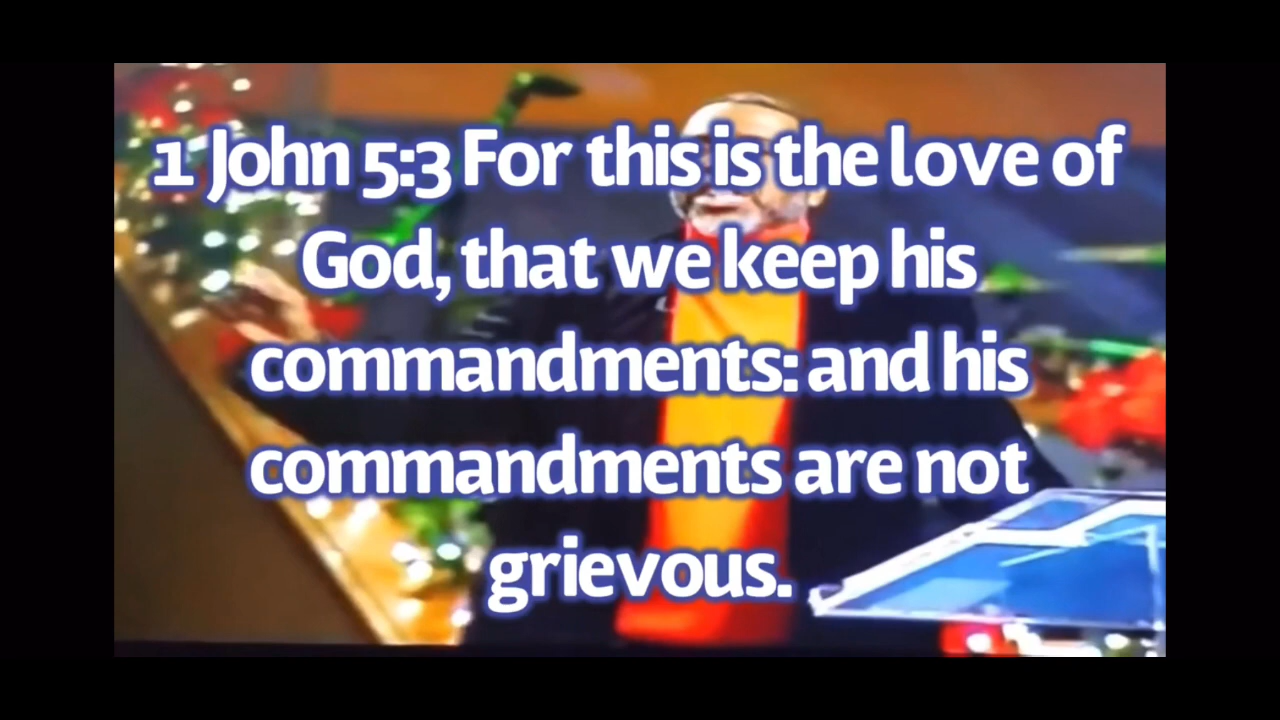 1 John 5:3 For this is the love of
God, that we keep his
commandments: and his
commandments are not
grievous.